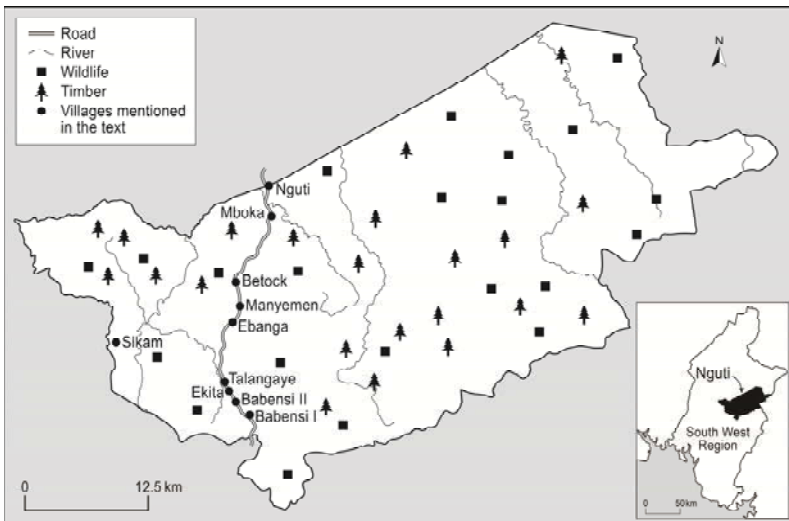 Road
River
Wildlife
Timber
Villages mentioned
in the text
N
Nguti
Mboka
Betock
Manyemen
Ebanga
Sikam
Talangaye
Ekita
Babensi II
Babensi I
0 12.5 km
Nguti
South West
Region
0 50km